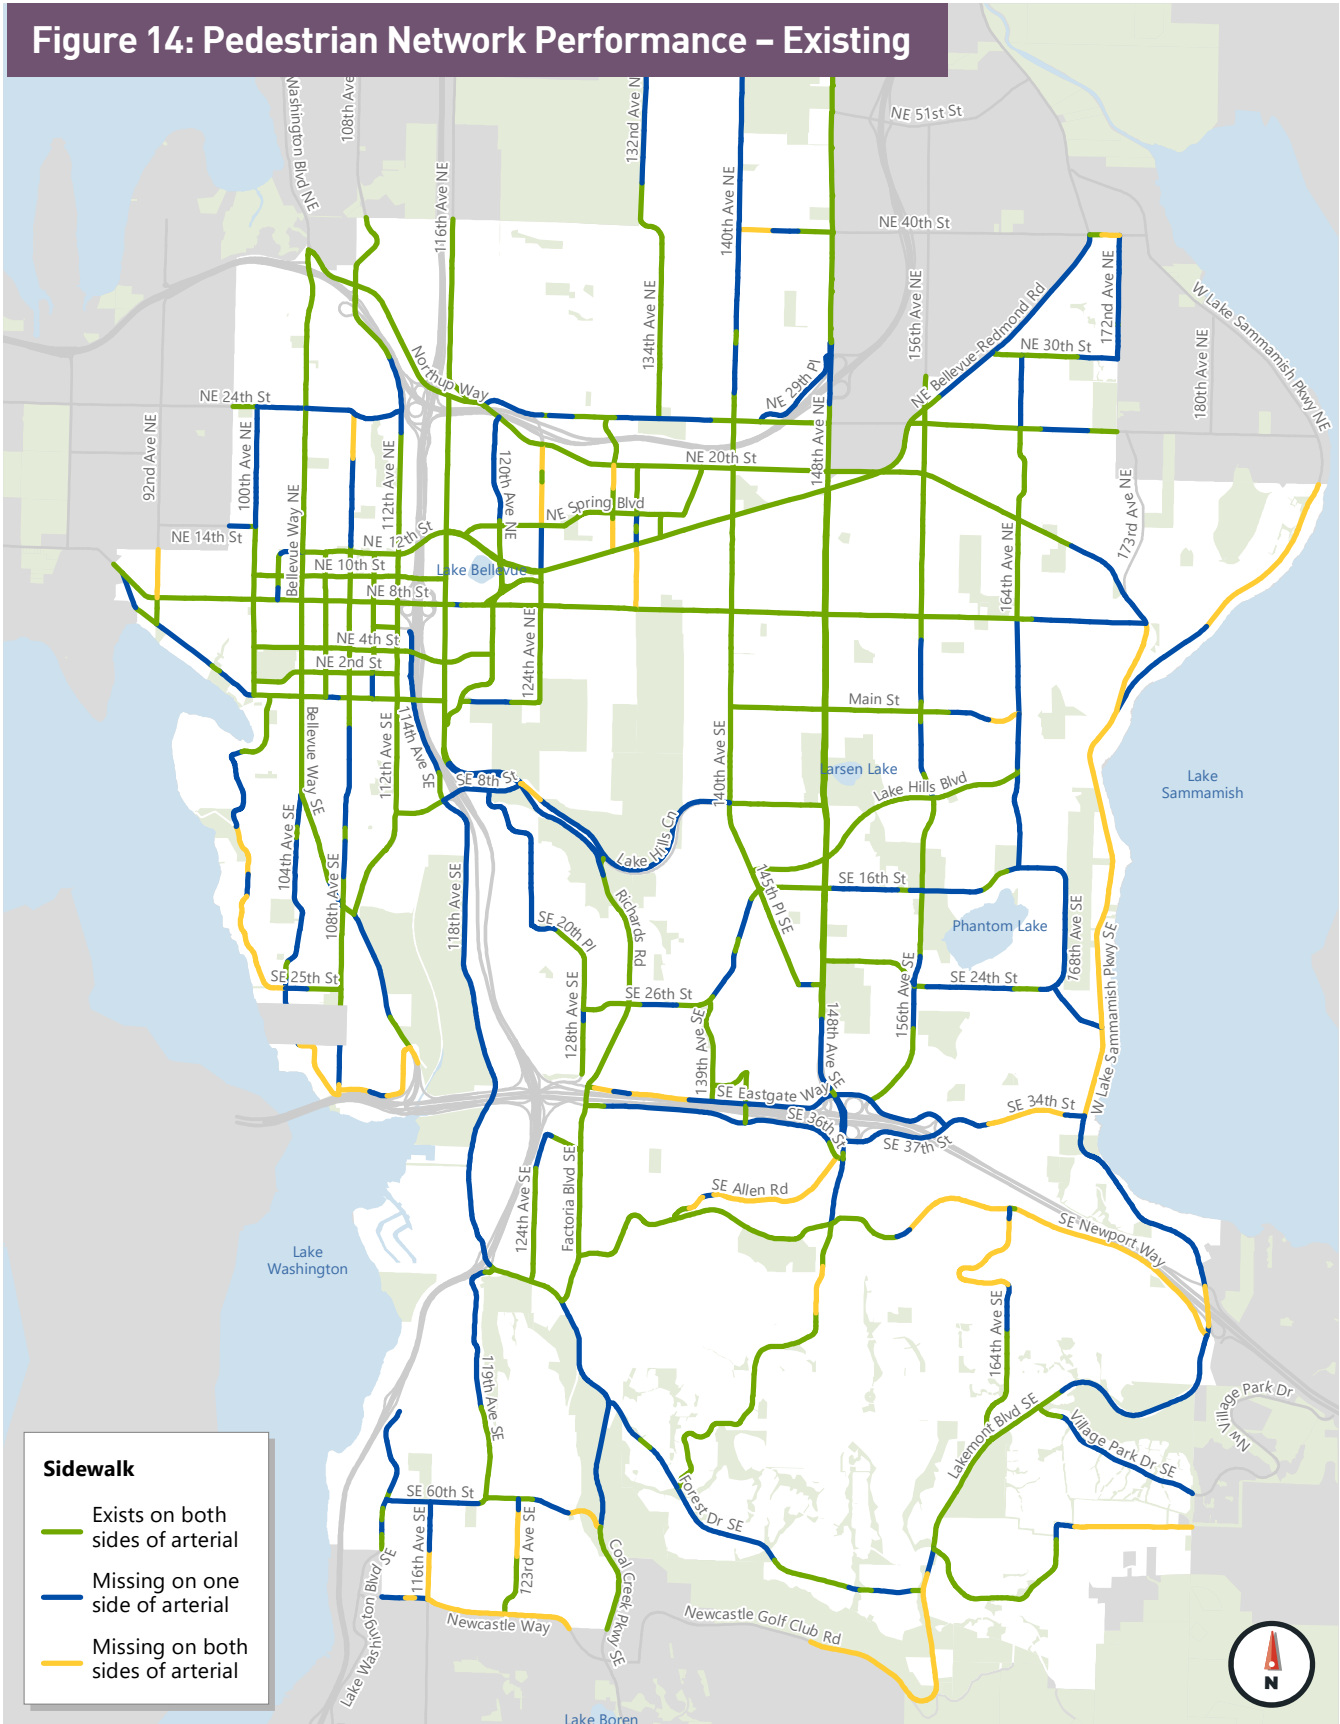 Figure 14: Pedestrian Network Performance – Existing
Washington Blvd NE
108th Ave
116th Ave NE
132nd Ave N
140th Ave NE
NE 51st St
NE 40th St
156th Ave NE
172nd Ave NE
W Lake Sammamish Pkwy NE
134th Ave NE
NE Bellevue-Redmond Rd
NE 30th St
180th Ave NE
Northup Way
NE 29th Pl
NE 24th St
148th Ave NE
92nd Ave NE
100th Ave NE
112th Ave NE
120th Ave NE
NE 20th St
173rd Ave NE
Bellevue Way NE
NE Spring Blvd
NE 14th St
NE 12th St
164th Ave NE
NE 10th St
Lake Bellevue
NE 8th St
124th Ave NE
NE 4th St
NE 2nd St
Main St
Bellevue Way SE
112th Ave SE
114th Ave SE
140th Ave SE
SE 8th St
Larsen Lake
Lake Hills Blvd
Lake
Sammamish
104th Ave SE
Lake Hills Cn
108th Ave SE
118th Ave SE
145th Pl SE
SE 16th St
Richards Rd
SE 20th Pl
Phantom Lake
168th Ave SE
W Lake Sammamish Pkwy SE
SE 25th St
SE 26th St
128th Ave SE
139th Ave SE
148th Ave SE
156th Ave SE
SE 24th St
SE Eastgate Way
SE 36th St
SE 37th St
SE 34th St
124th Ave SE
Factoria Blvd SE
SE Allen Rd
SE Newport Way
Lake
Washington
164th Ave SE
119th Ave SE
Lakemont Blvd SE
Village Park Dr SE
NW Village Park Dr
SE 60th St
Forest Dr SE
116th Ave SE
123rd Ave SE
Coal Creek Pkwy SE
Lake Washington Blvd SE
Newcastle Way
Newcastle Golf Club Rd
Lake Boren
Sidewalk
Exists on both
sides of arterial
Missing on one
side of arterial
Missing on both
sides of arterial
N